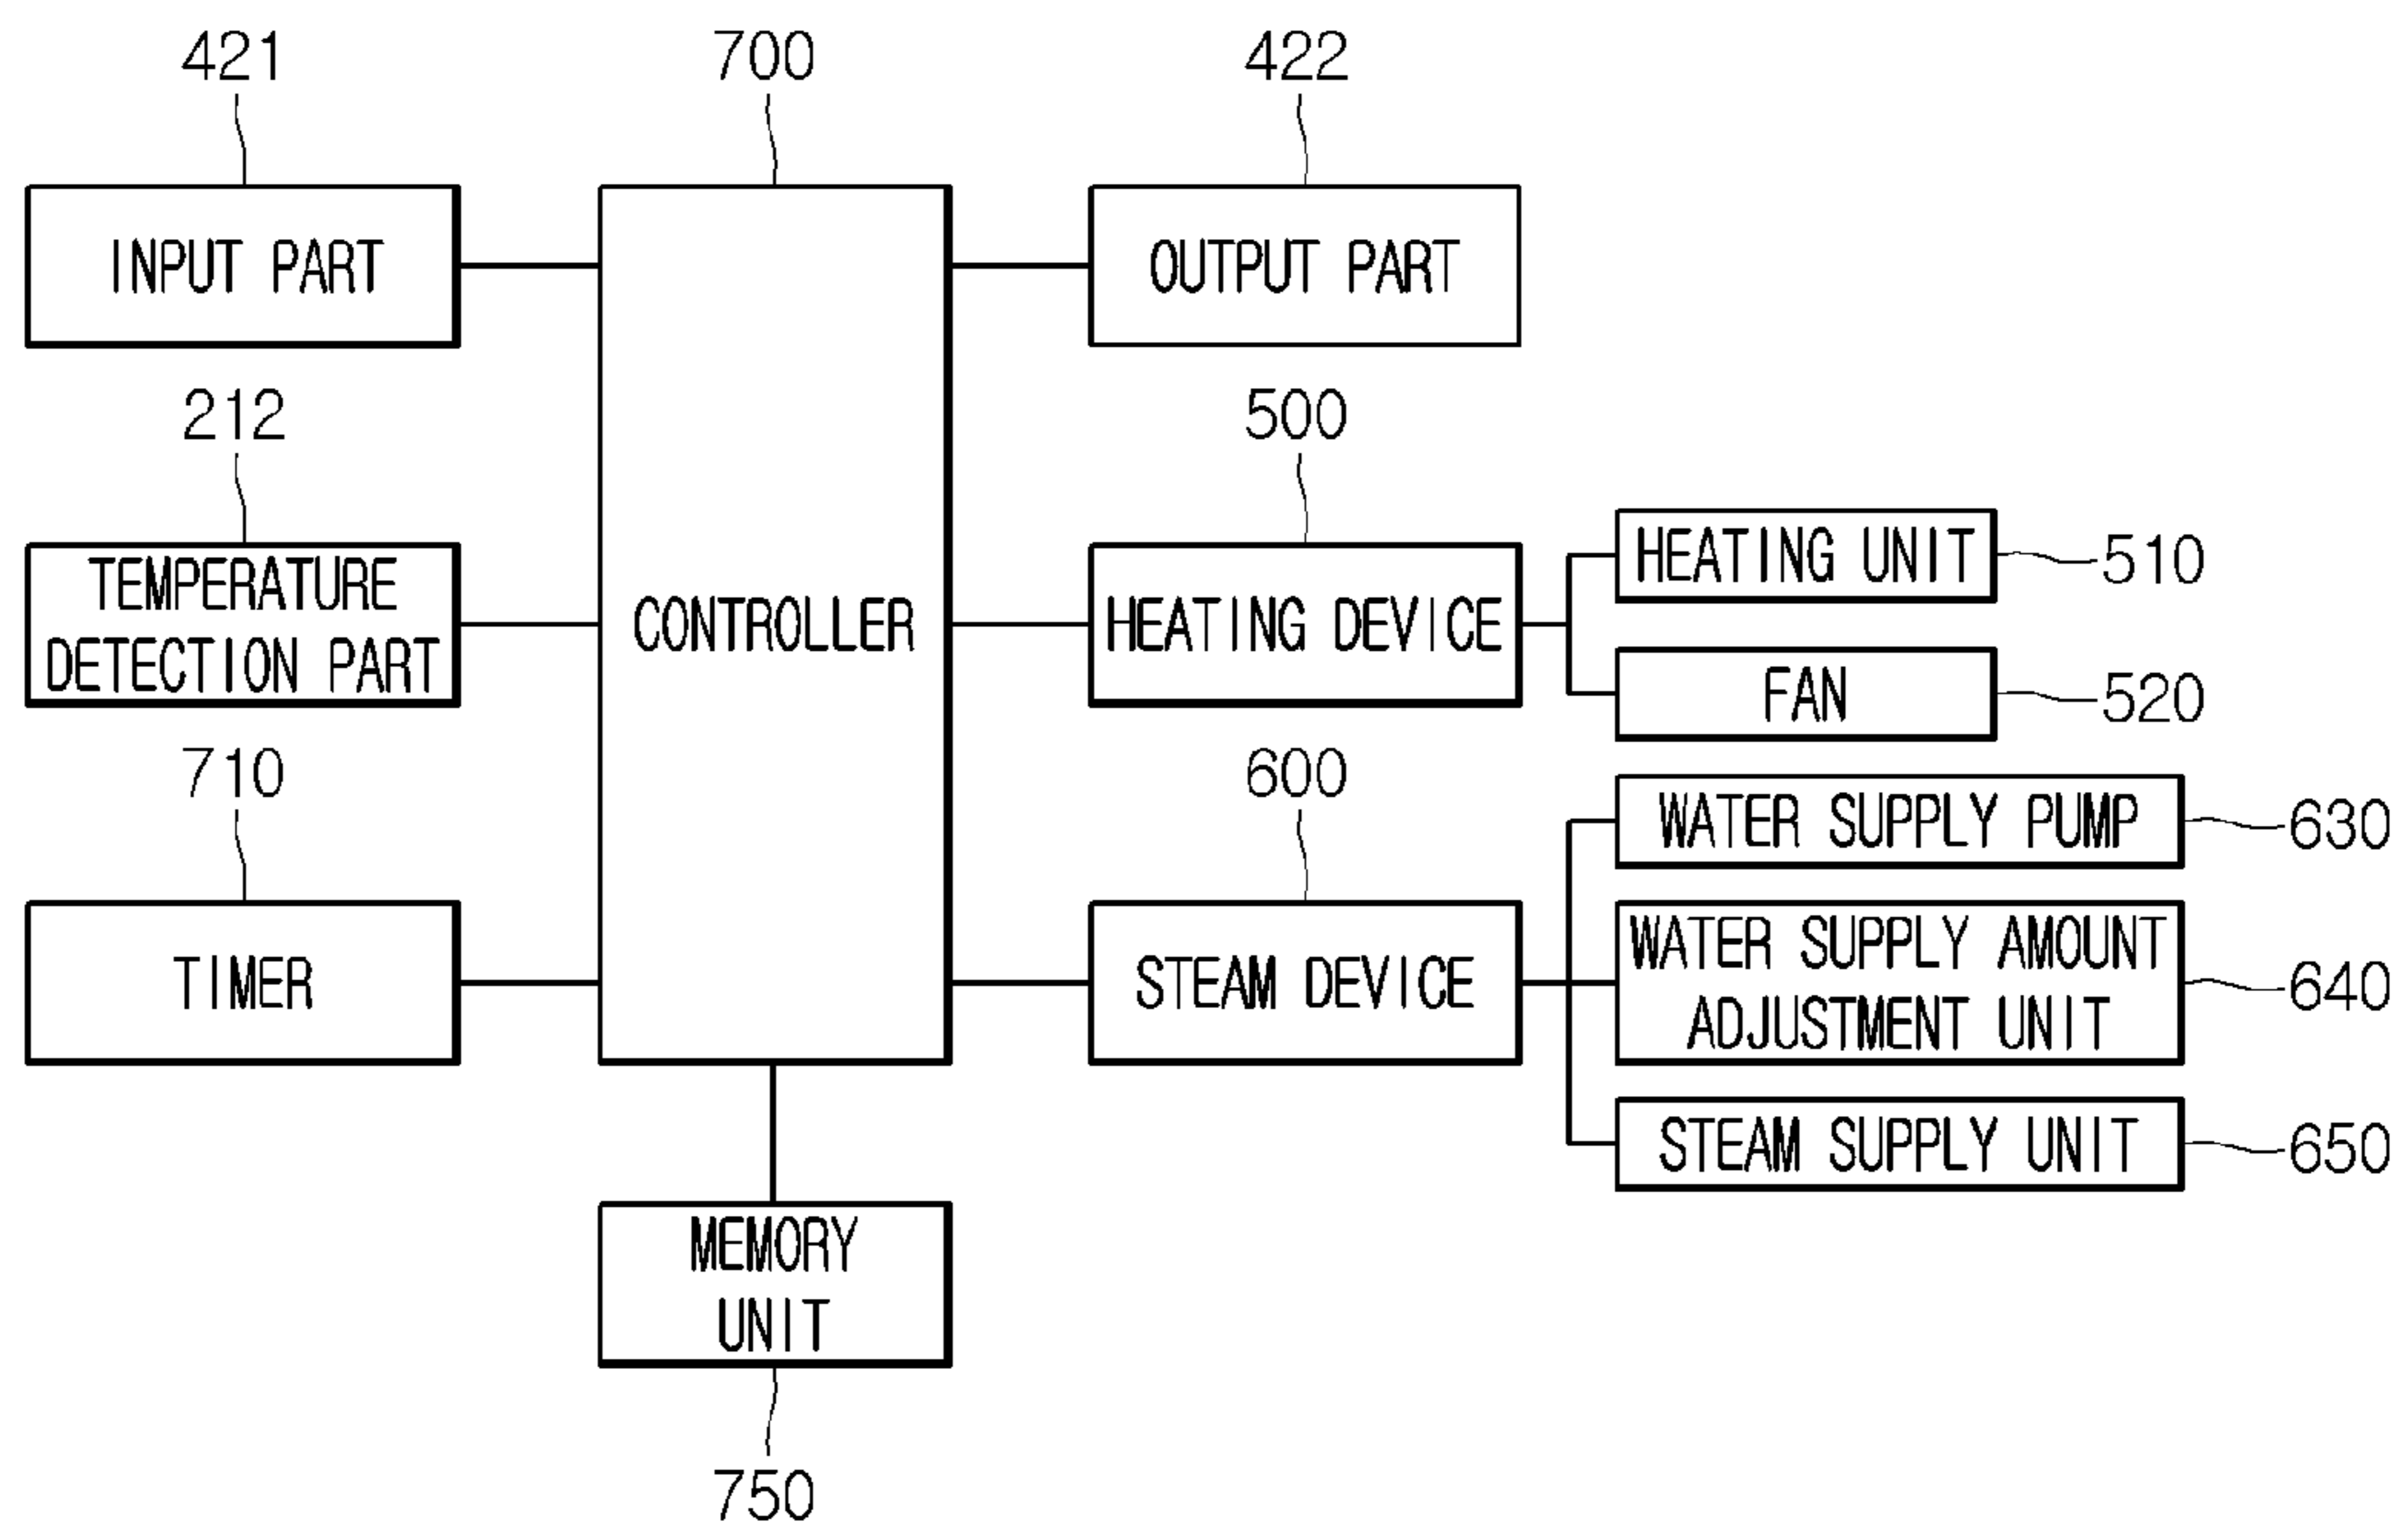 421
700
422
INPUT PART
OUTPUT PART
212
500
TEMPERATURE
DETECTION PART
CONTROLLER
HEATING DEVICE
HEATING UNIT
510
FAN
520
710
600
TIMER
STEAM DEVICE
WATER SUPPLY PUMP
630
WATER SUPPLY AMOUNT
ADJUSTMENT UNIT
640
STEAM SUPPLY UNIT
650
MEMORY
UNIT
750